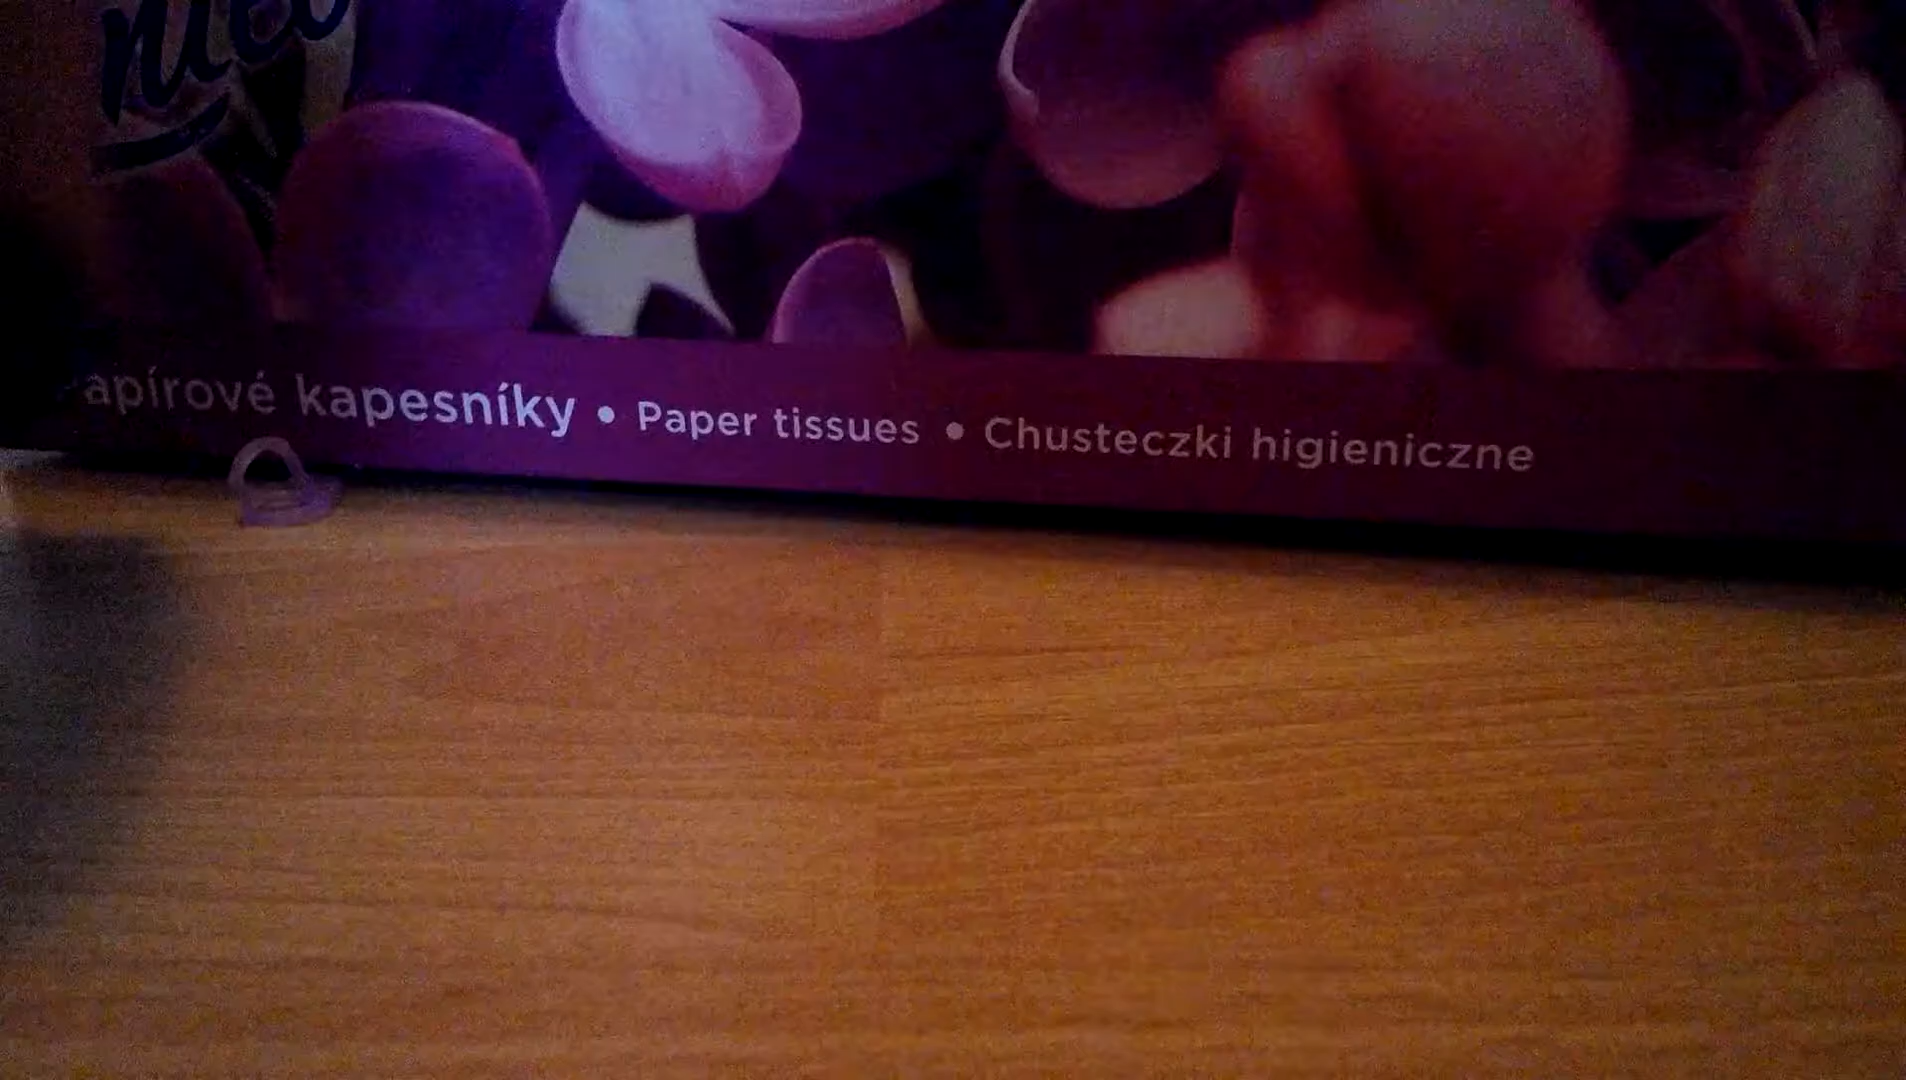 apírové kapesníky • Paper tissues • Chusteczki higieniczne